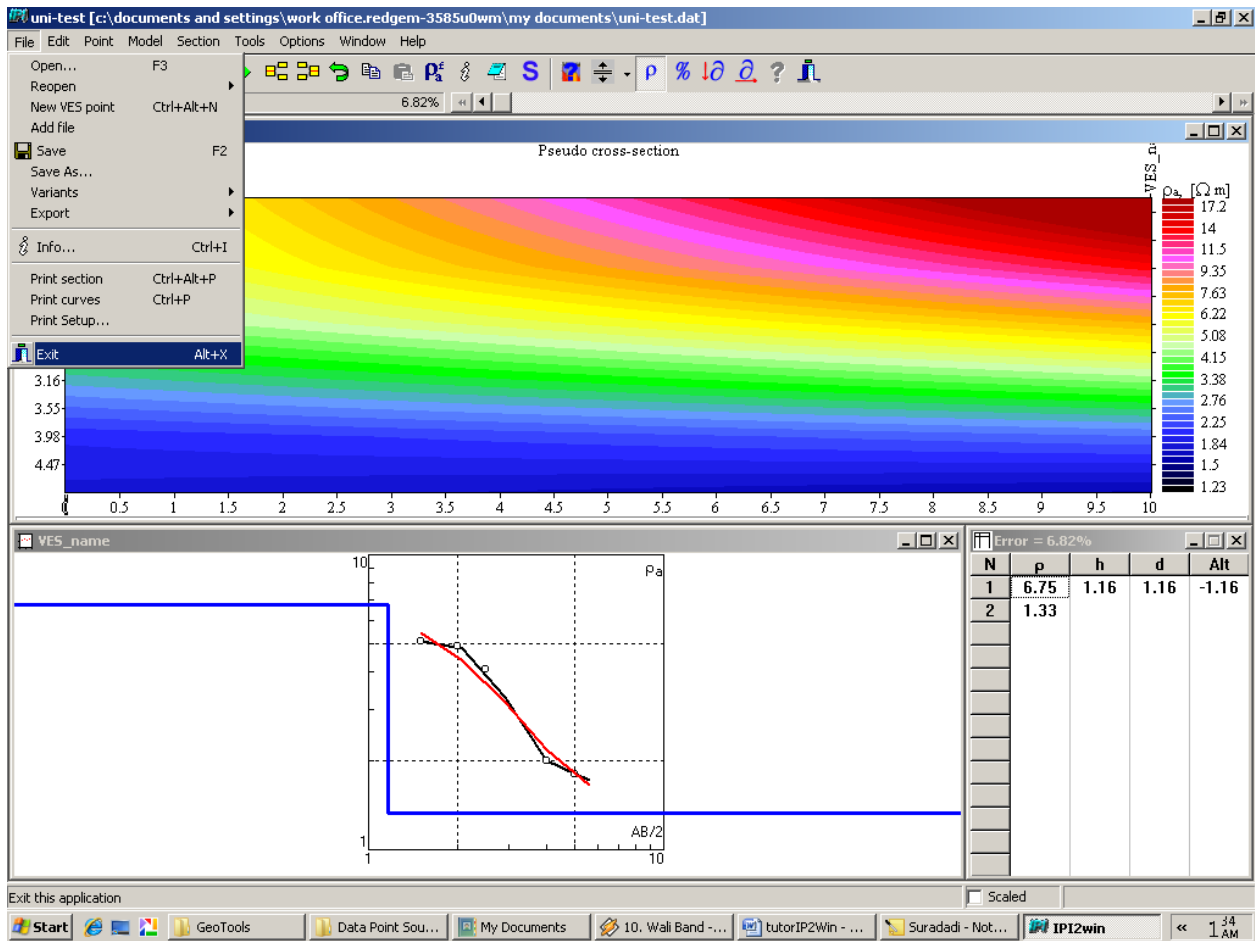 uni-test [c:\documents and settings\work office.redgem-3585u0wm\my documents\uni-test.dat]
File Edit Point Model Section Tools Options Window Help
Open... F3
Reopen
New VES point Ctrl+Alt+N
Add file
Save F2
Save As...
Variants
Export
Info... Ctrl+I
Print section Ctrl+Alt+P
Print curves Ctrl+P
Print Setup...
Exit Alt+X
6.82%
Pseudo cross-section
ρa, [Ω m]
17.2
14
11.5
9.35
7.63
6.22
5.08
4.15
3.38
2.76
2.25
1.84
1.5
1.23
3.16
3.55
3.98
4.47
0 0.5 1 1.5 2 2.5 3 3.5 4 4.5 5 5.5 6 6.5 7 7.5 8 8.5 9 9.5 10
VES_name
10
ρa
AB/2
1
1 10
Error = 6.82%
N ρ h d Alt
1 6.75 1.16 1.16 -1.16
2 1.33
Exit this application
Scaled
Start GeoTools Data Point Sou... My Documents 10. Wali Band -... tutorIP2Win - ... Suradadi - Not... IPI2win « 1 34 AM